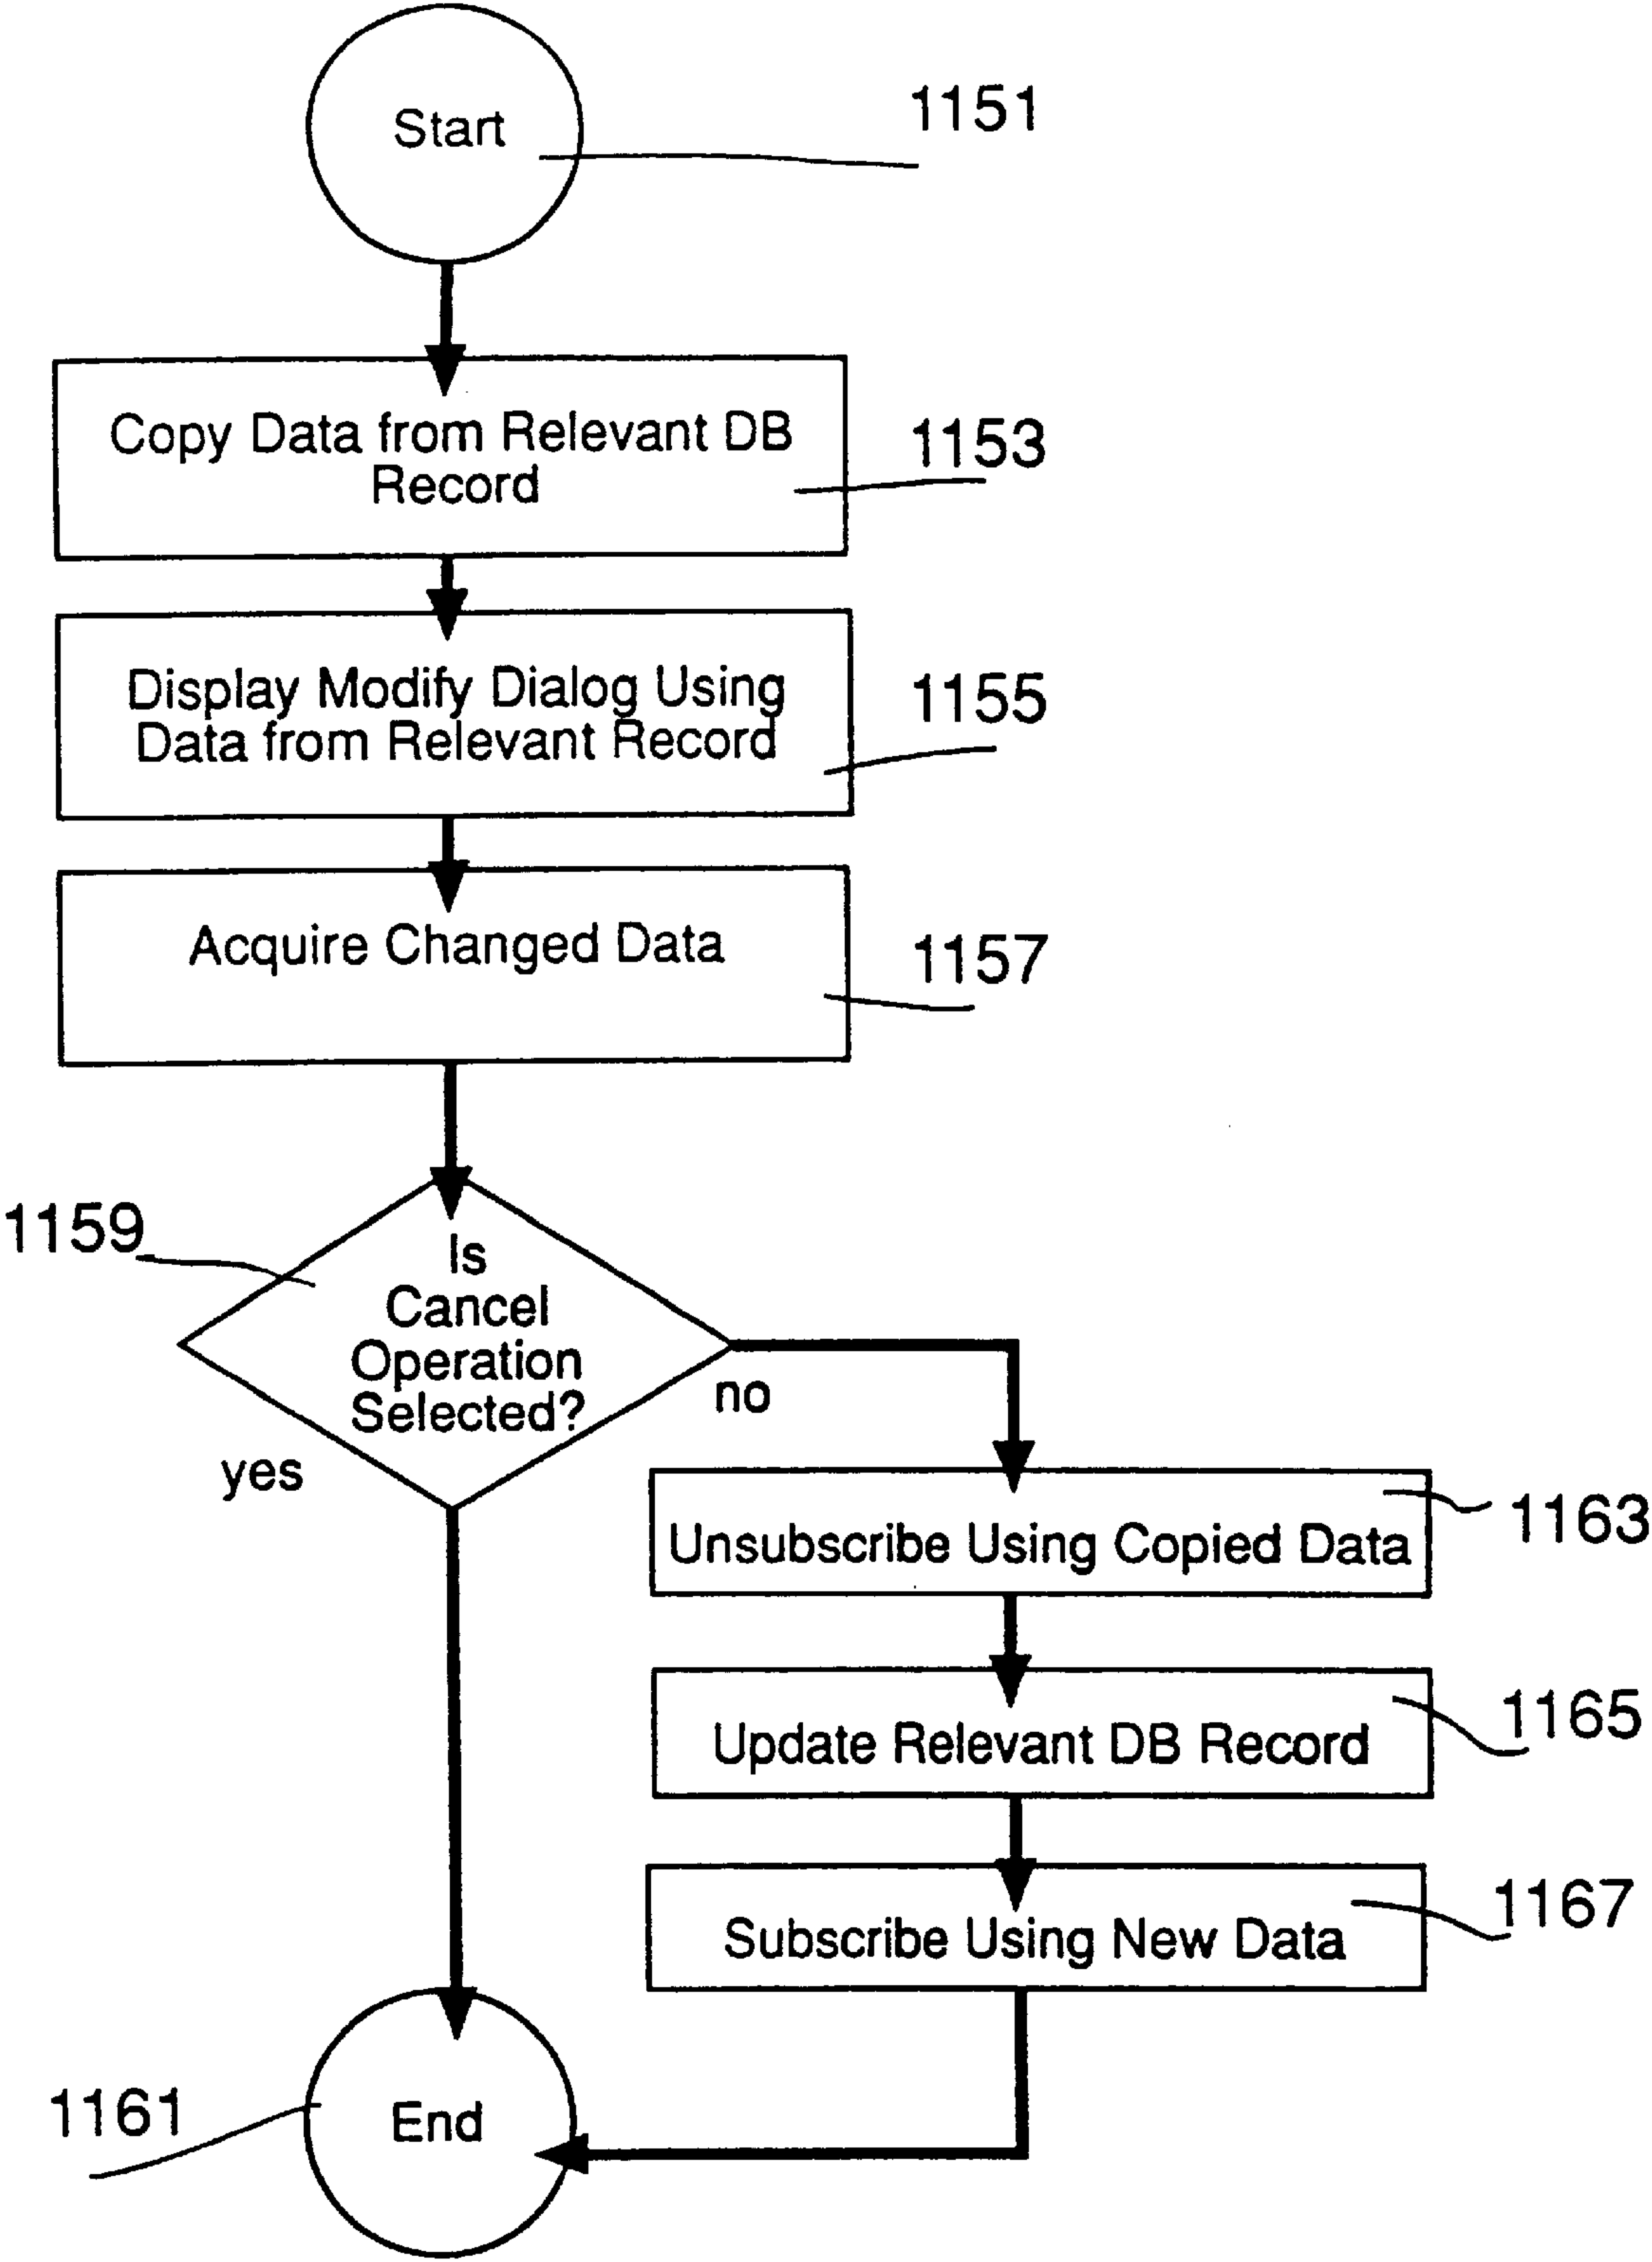 Start
1151
Copy Data from Relevant DB
Record
1153
Display Modify Dialog Using
Data from Relevant Record
1155
Acquire Changed Data
1157
1159
Is
Cancel
Operation
Selected?
no
yes
Unsubscribe Using Copied Data
1163
Update Relevant DB Record
1165
Subscribe Using New Data
1167
1161
End